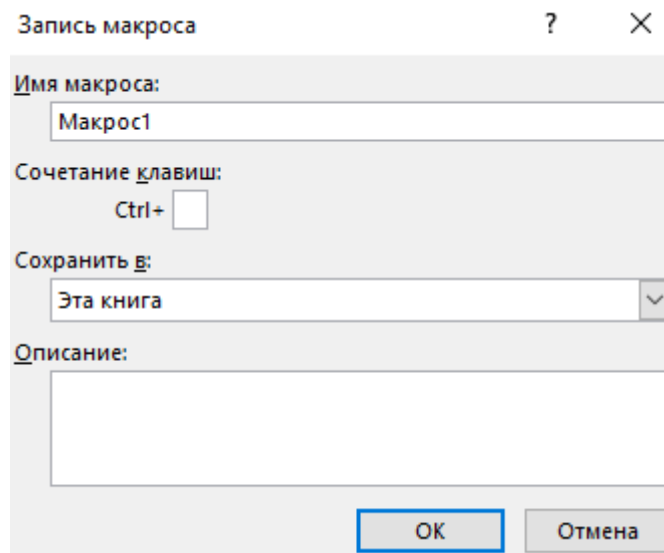 Запись макроса ? ✕
Имя макроса:
Макрос1
Сочетание клавиш:
Ctrl+
Сохранить в:
Эта книга
Описание:
ОК Отмена